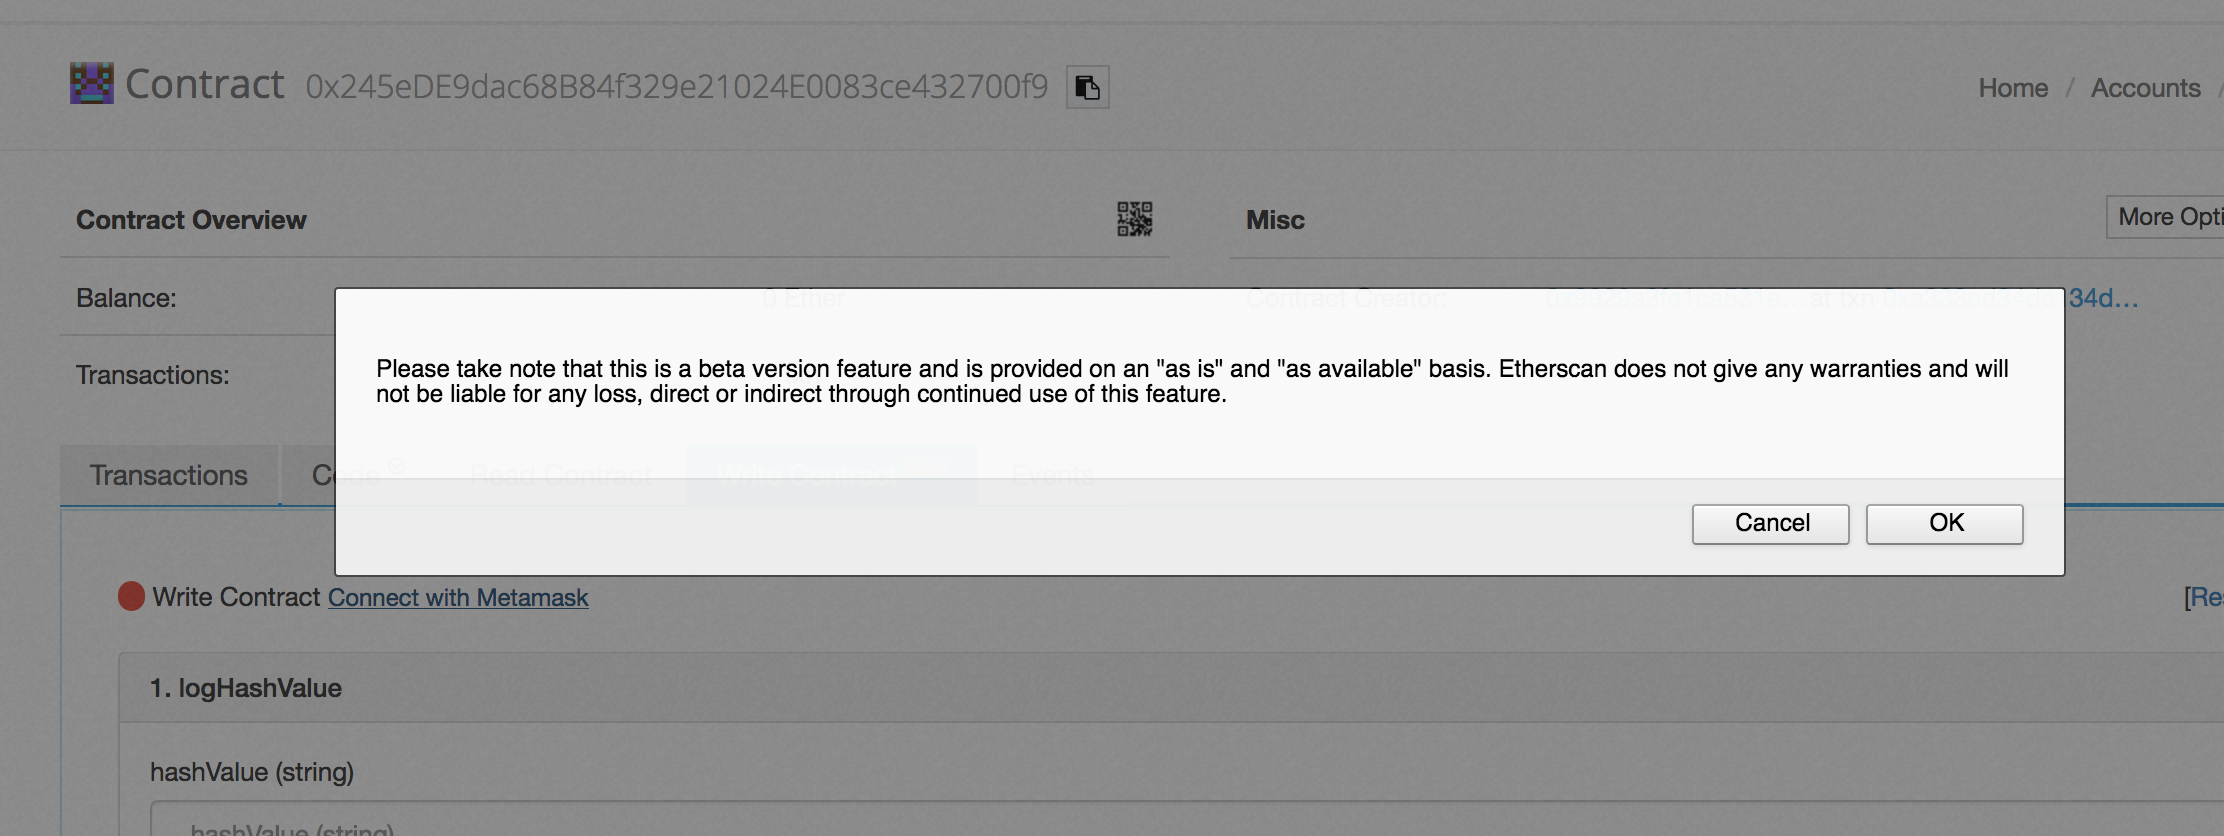 Contract 0x245eDE9dac68B84f329e21024E0083ce432700f9
Home / Accounts /
Contract Overview
Misc
More Opti
Balance:
0 Ether
Contract Creator:
at txn
34d...
Please take note that this is a beta version feature and is provided on an "as is" and "as available" basis. Etherscan does not give any warranties and will
not be liable for any loss, direct or indirect through continued use of this feature.
Transactions:
Transactions
Code
Read Contract
Write Contract
Events
Cancel
OK
Write Contract Connect with Metamask
[Res
1. logHashValue
hashValue (string)
hashValue (string)